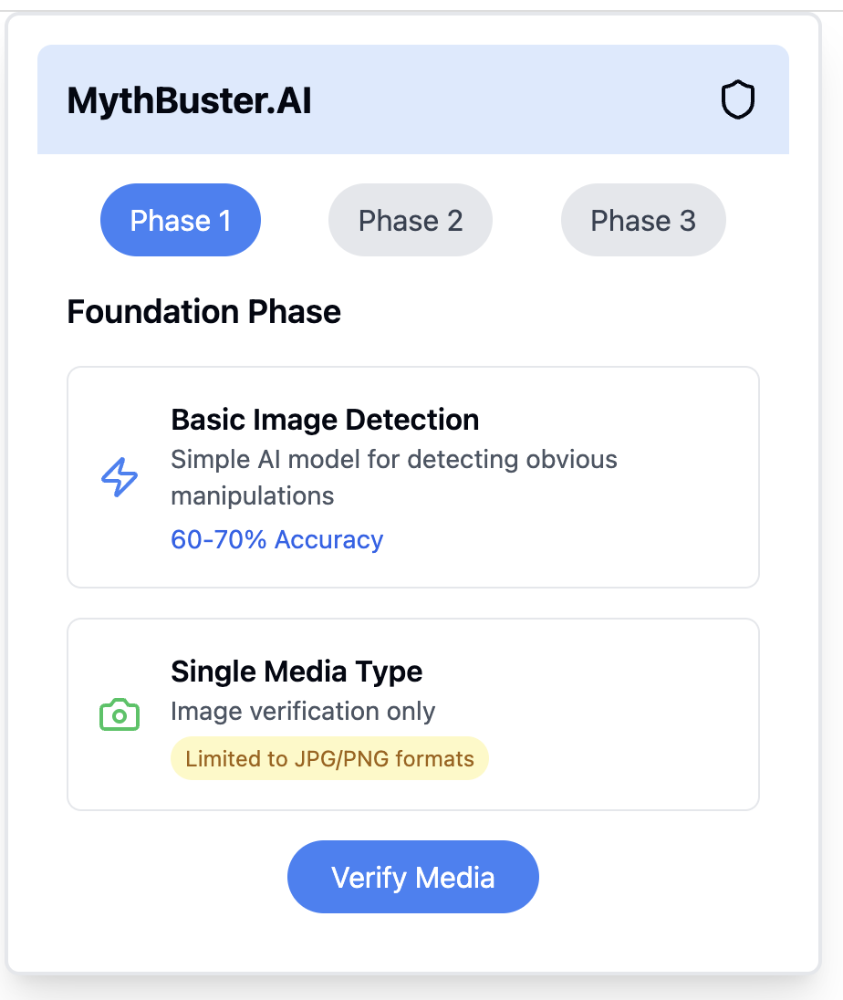 MythBuster.AI
Phase 1
Phase 2
Phase 3
Foundation Phase
Basic Image Detection
Simple AI model for detecting obvious
manipulations
60-70% Accuracy
Single Media Type
Image verification only
Limited to JPG/PNG formats
Verify Media